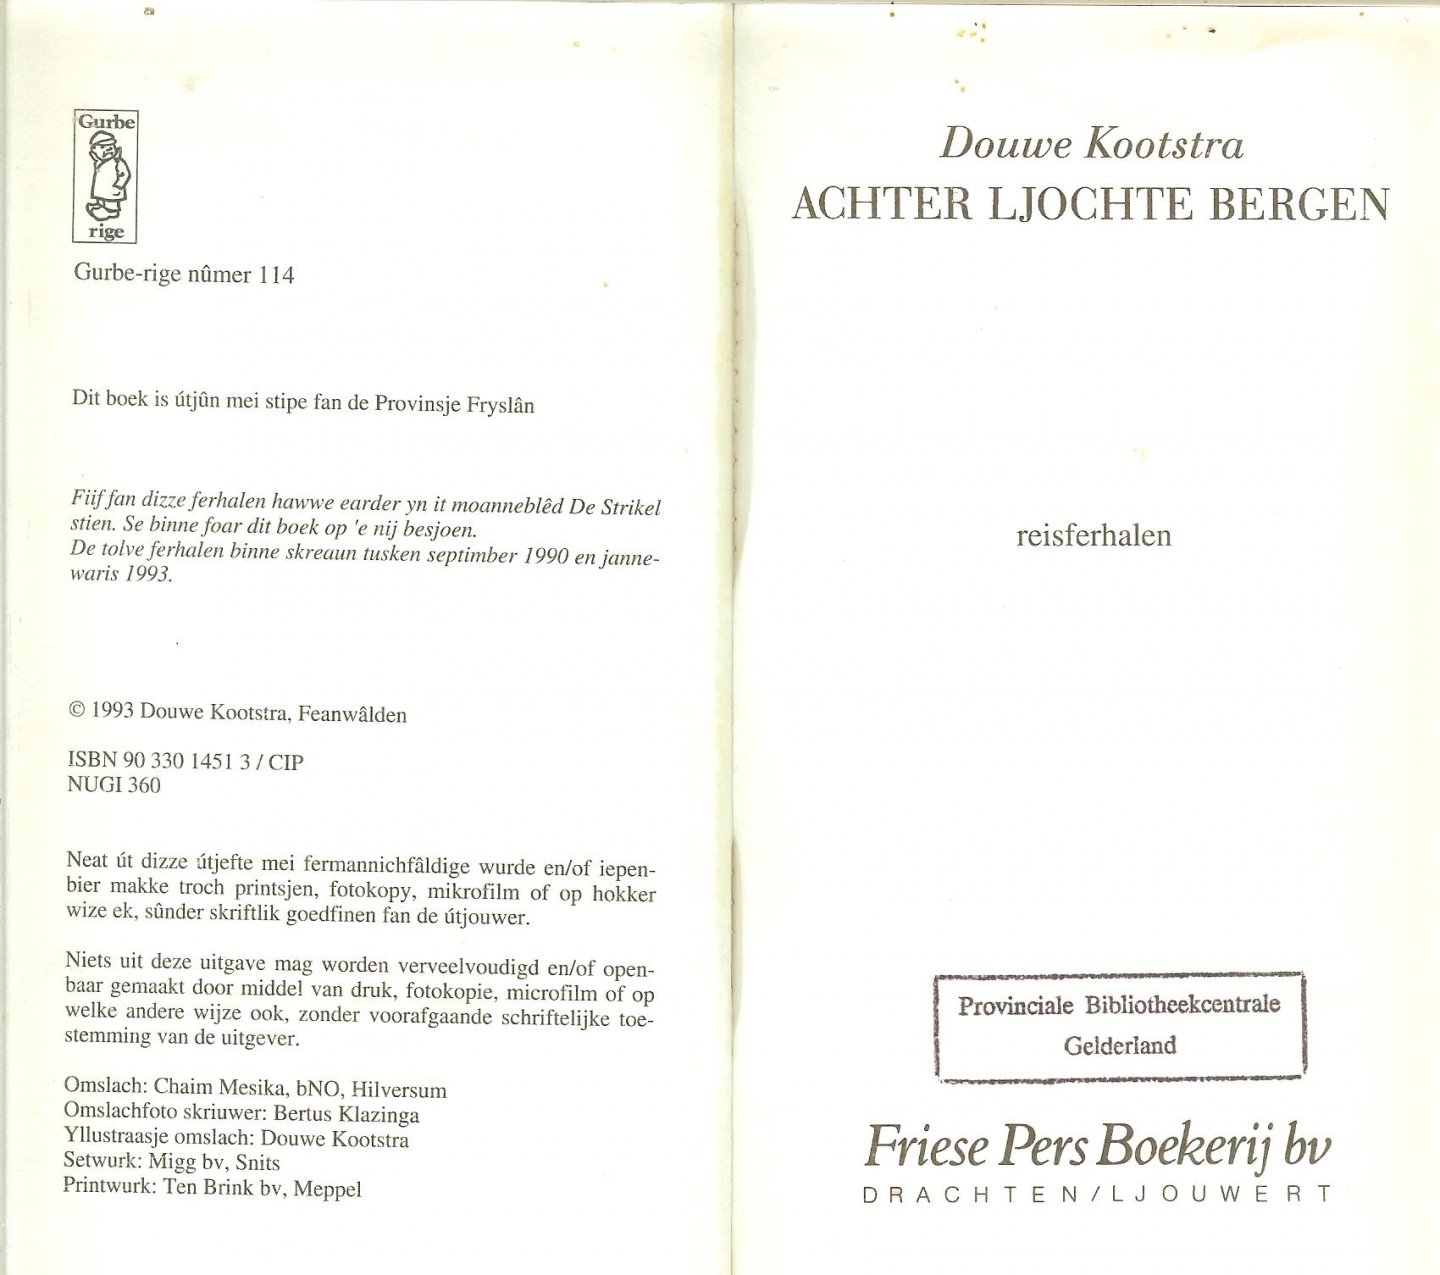 Gurbe
rige
Gurbe-rige nûmer 114
Dit boek is útjûn mei stipe fan de Provinsje Fryslân
Fiif fan dizze ferhalen hawwe earder yn it moanneblêd De Strikel
stien. Se binne foar dit boek op 'e nij besjoen.
De tolve ferhalen binne skreaun tusken septimber 1990 en janne-
waris 1993.
© 1993 Douwe Kootstra, Feanwâlden
ISBN 90 330 1451 3 / CIP
NUGI 360
Neat út dizze útjefte mei fermannichfâldige wurde en/of iepen-
bier makke troch printsjen, fotokopy, mikrofilm of op hokker
wize ek, sûnder skriftlik goedfinen fan de útjouwer.
Niets uit deze uitgave mag worden verveelvoudigd en/of open-
baar gemaakt door middel van druk, fotokopie, microfilm of op
welke andere wijze ook, zonder voorafgaande schriftelijke toe-
stemming van de uitgever.
Omslach: Chaim Mesika, bNO, Hilversum
Omslachfoto skriuwer: Bertus Klazinga
Yllustraasje omslach: Douwe Kootstra
Setwurk: Migg bv, Snits
Printwurk: Ten Brink bv, Meppel
Douwe Kootstra
ACHTER LJOCHTE BERGEN
reisferhalen
Provinciale Bibliotheekcentrale
Gelderland
Friese Pers Boekerij bv
DRACHTEN/LJOUWERT